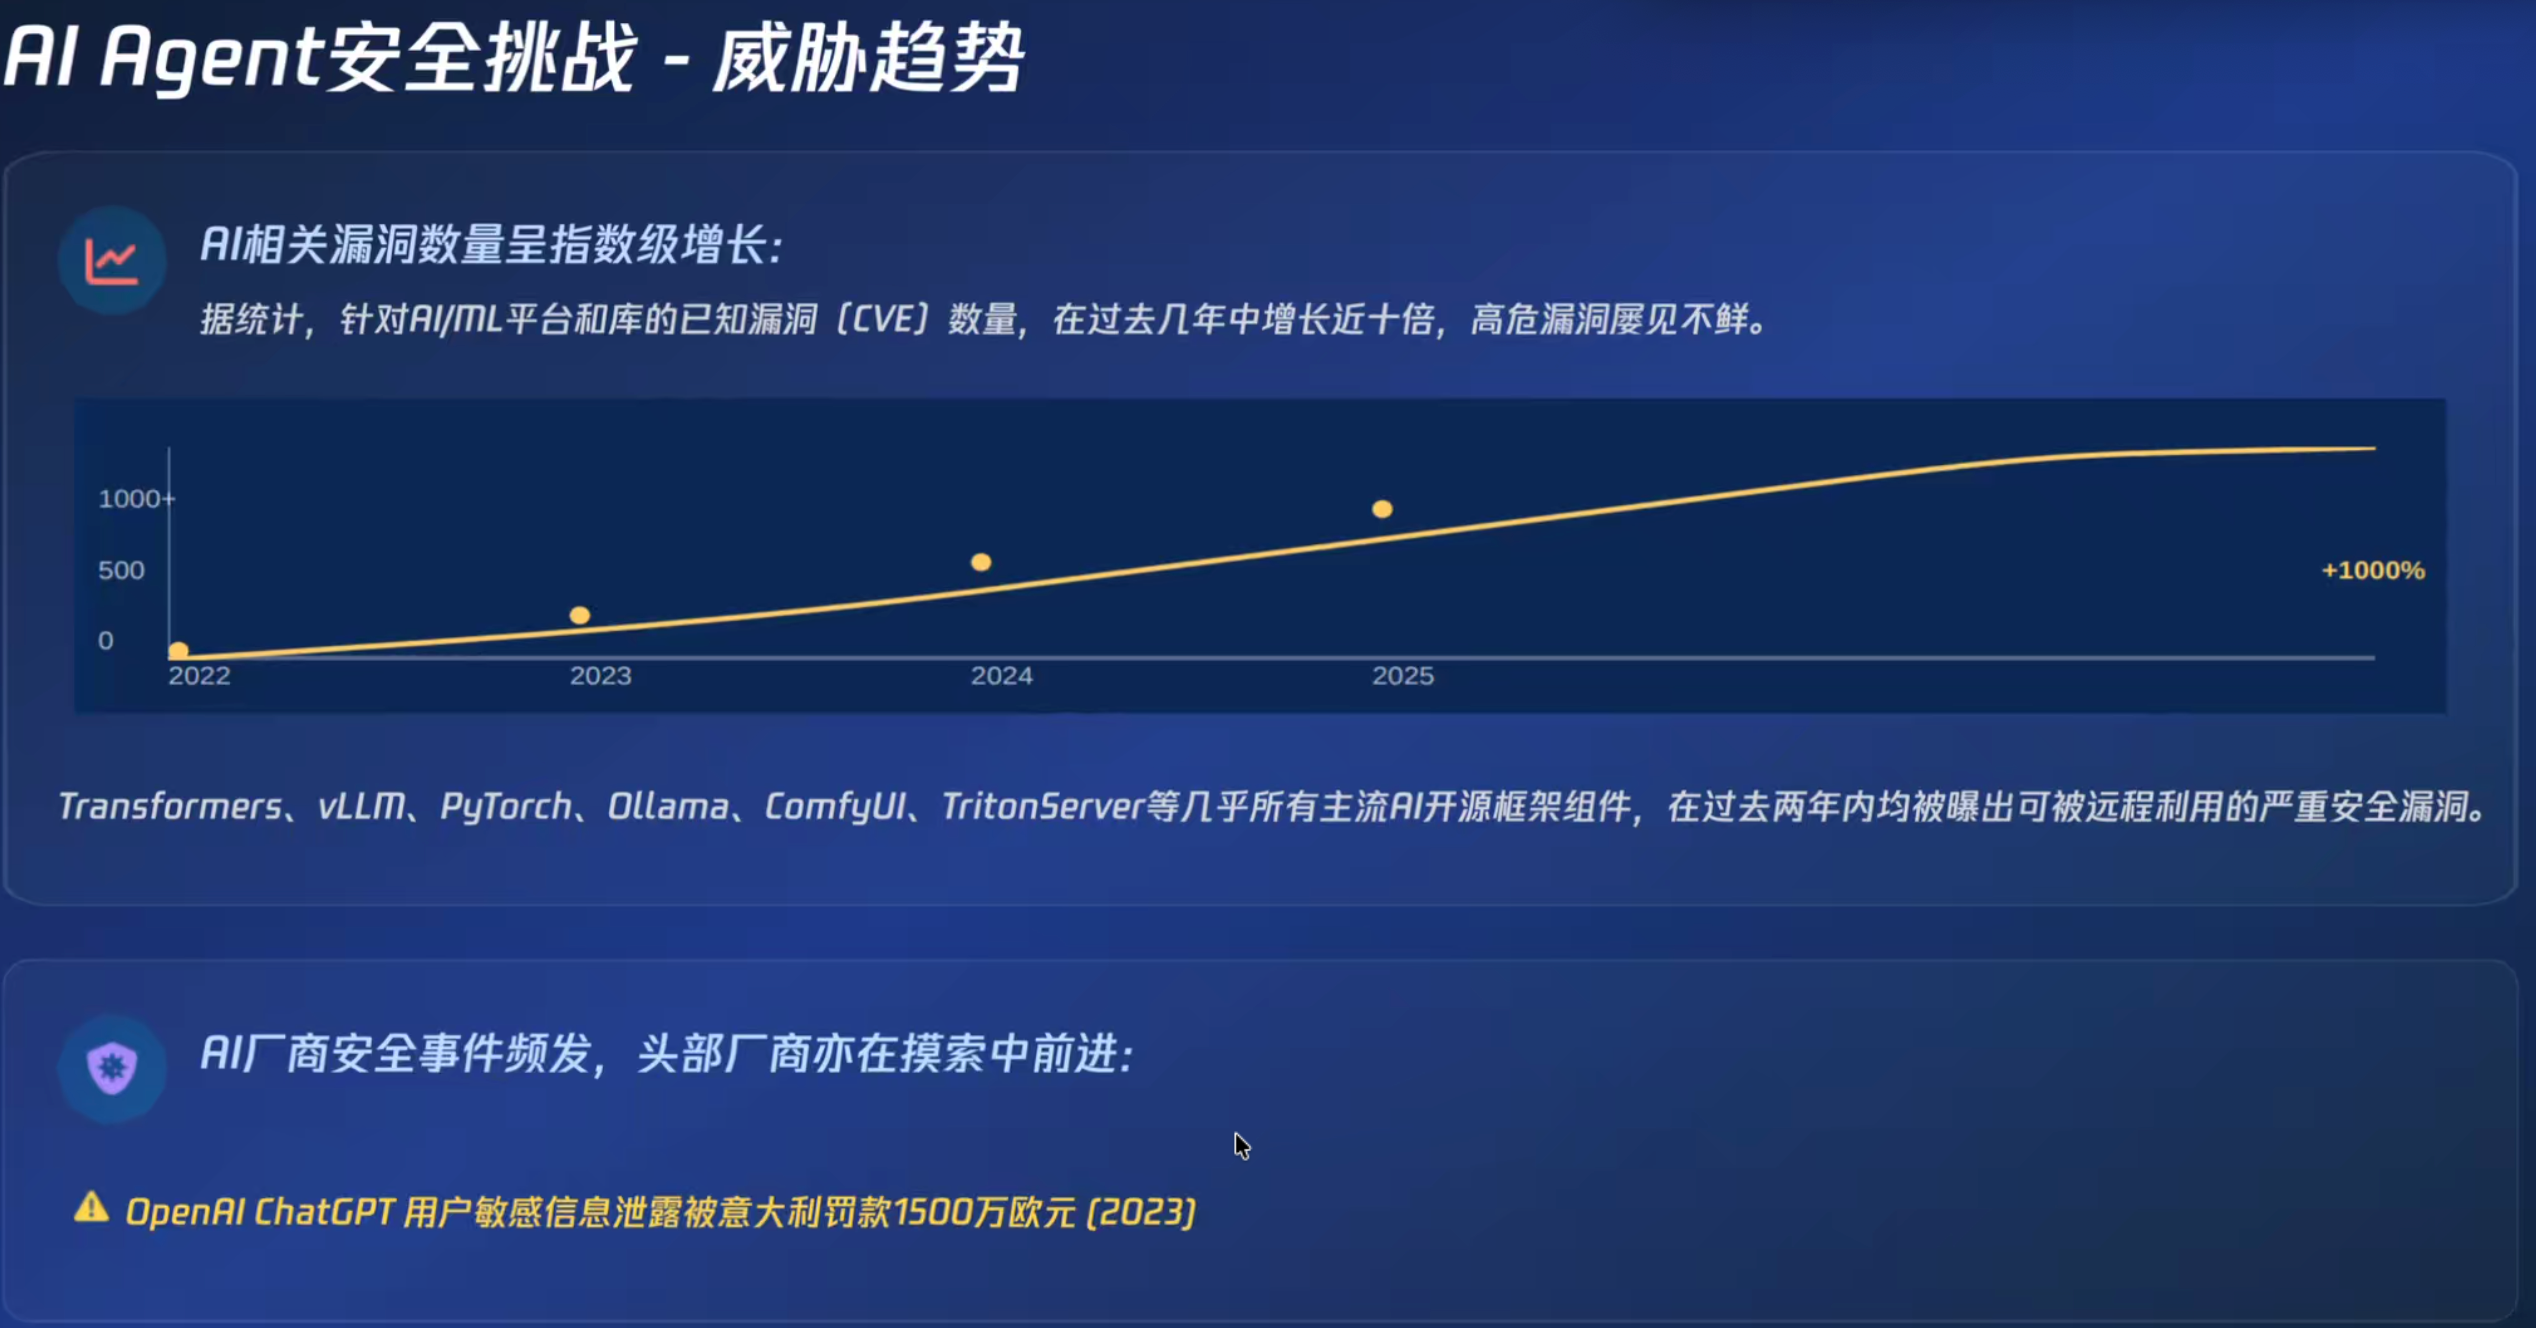 AI Agent安全挑战 - 威胁趋势
AI相关漏洞数量呈指数级增长:
据统计，针对AI/ML平台和库的已知漏洞（CVE）数量，在过去几年中增长近十倍，高危漏洞屡见不鲜。
1000+
500
0
+1000%
2022 2023 2024 2025
Transformers、vLLM、PyTorch、Ollama、ComfyUI、TritonServer等几乎所有主流AI开源框架组件，在过去两年内均被曝出可被远程利用的严重安全漏洞。
AI厂商安全事件频发，头部厂商亦在摸索中前进:
OpenAI ChatGPT 用户敏感信息泄露被意大利罚款1500万欧元 (2023)